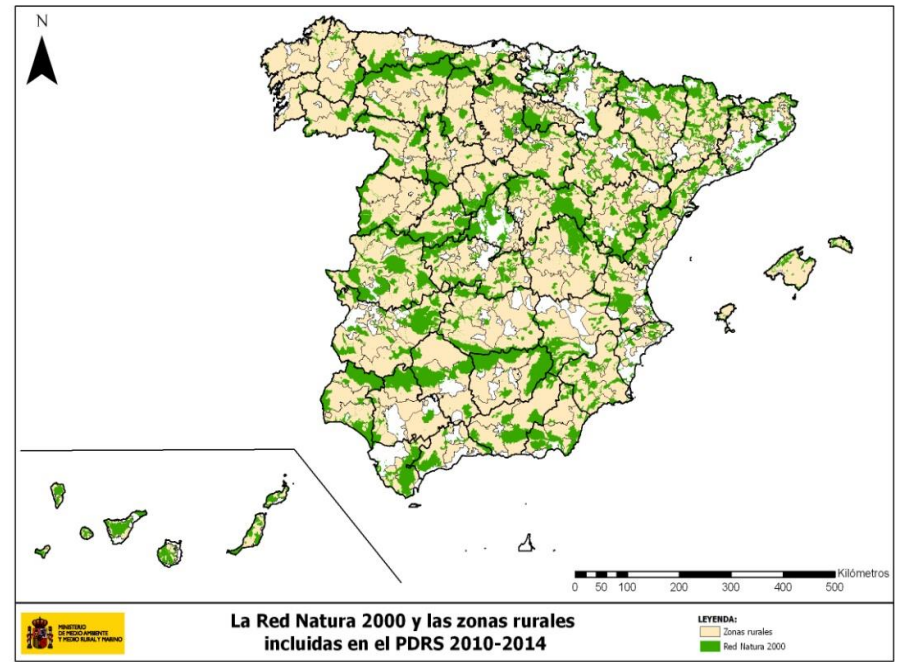 N
Kilómetros
0 50 100 200 300 400 500
MINISTERIO
DE MEDIO AMBIENTE
Y MEDIO RURAL Y MARINO
La Red Natura 2000 y las zonas rurales
incluidas en el PDRS 2010-2014
LEYENDA:
Zonas rurales
Red Natura 2000